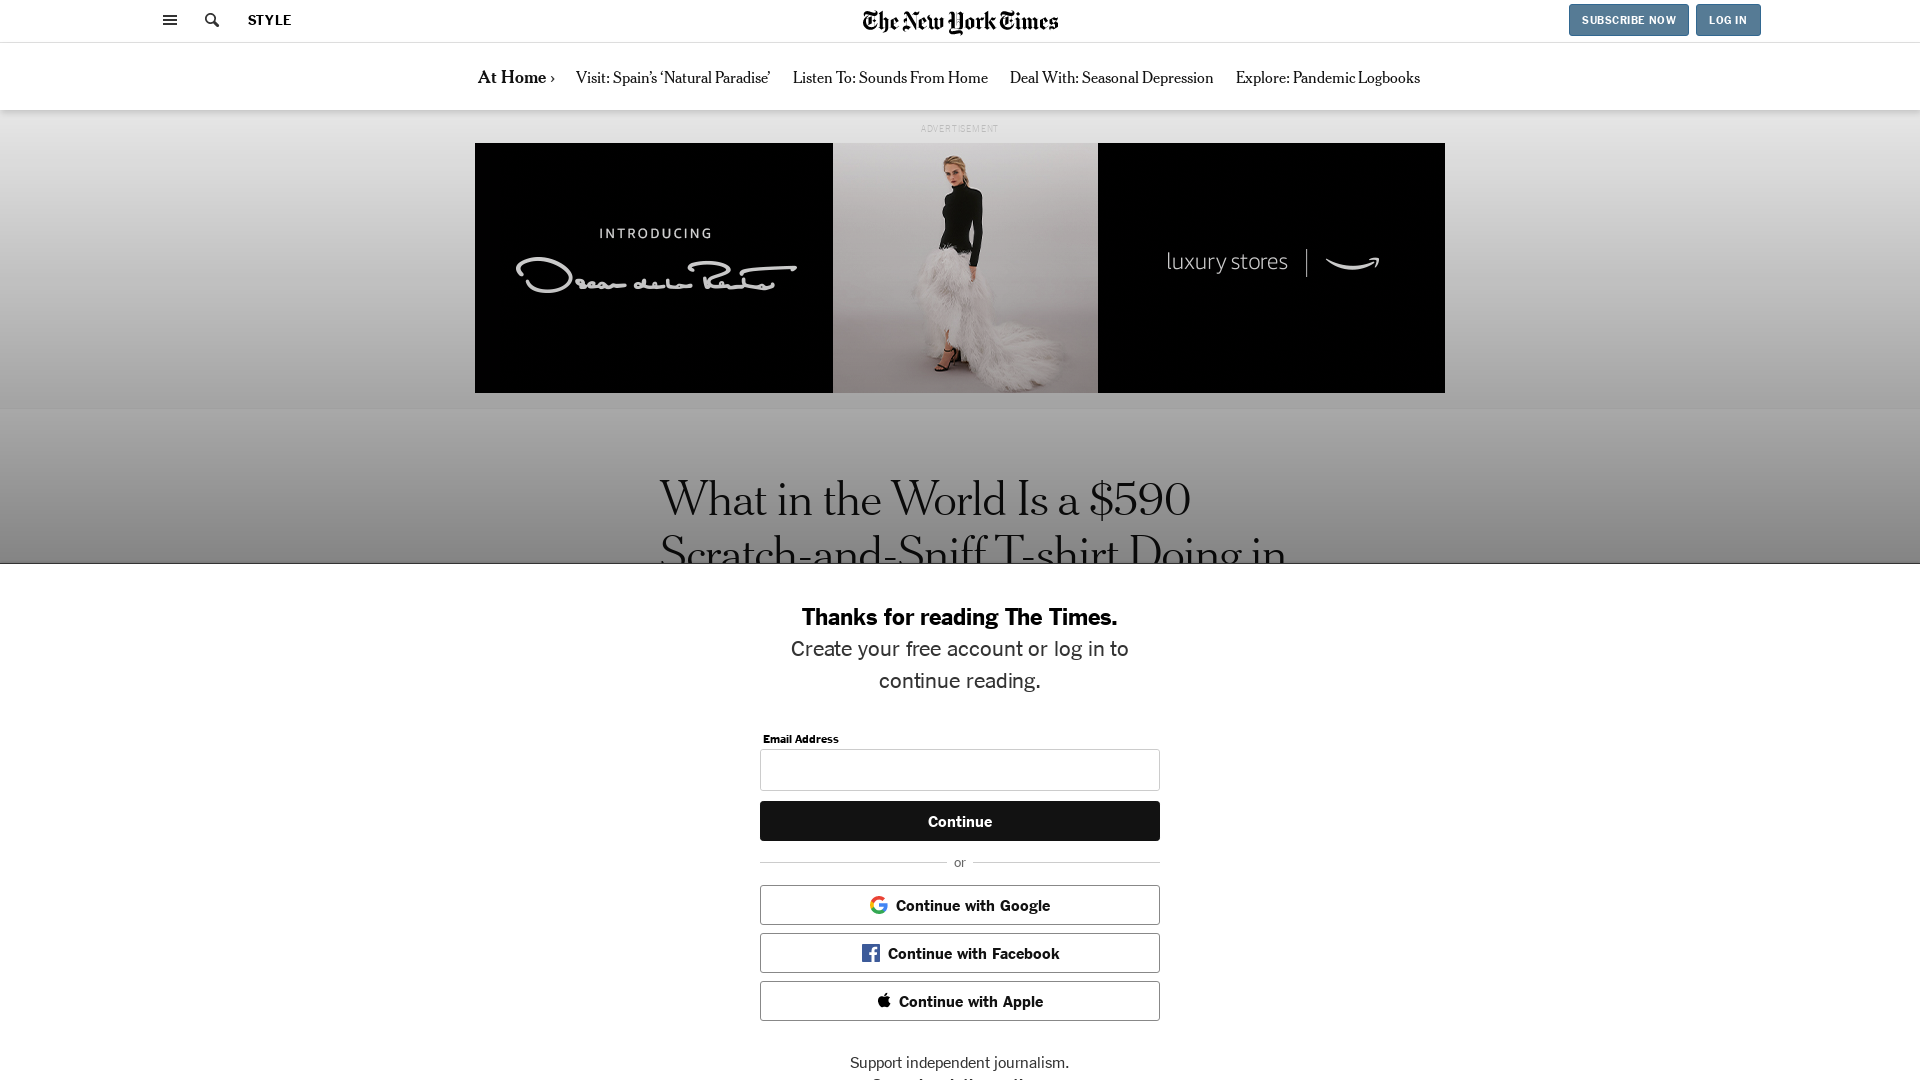 STYLE
The New York Times
SUBSCRIBE NOW
LOG IN
At Home ›
Visit: Spain’s ‘Natural Paradise’
Listen To: Sounds From Home
Deal With: Seasonal Depression
Explore: Pandemic Logbooks
ADVERTISEMENT
INTRODUCING
Oscar de la Renta
luxury stores
What in the World Is a $590
Scratch-and-Sniff T-shirt Doing in
Thanks for reading The Times.
Create your free account or log in to
continue reading.
Email Address
Continue
or
Continue with Google
Continue with Facebook
Continue with Apple
Support independent journalism.